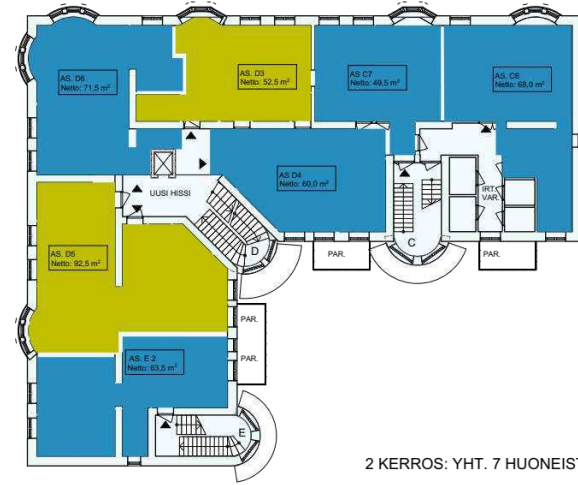 AS. D6
Netto: 71,5 m²
AS. D3
Netto: 52,5 m²
AS C7
Netto: 49,5 m²
AS. C6
Netto: 68,0 m²
AS D4
Netto: 60,0 m²
UUSI HISSI
IRT.
VAR.
AS. D5
Netto: 92,5 m²
D
C
PAR.
PAR.
PAR.
PAR.
AS. E 2
Netto: 63,5 m²
E
2 KERROS: YHT. 7 HUONEIST